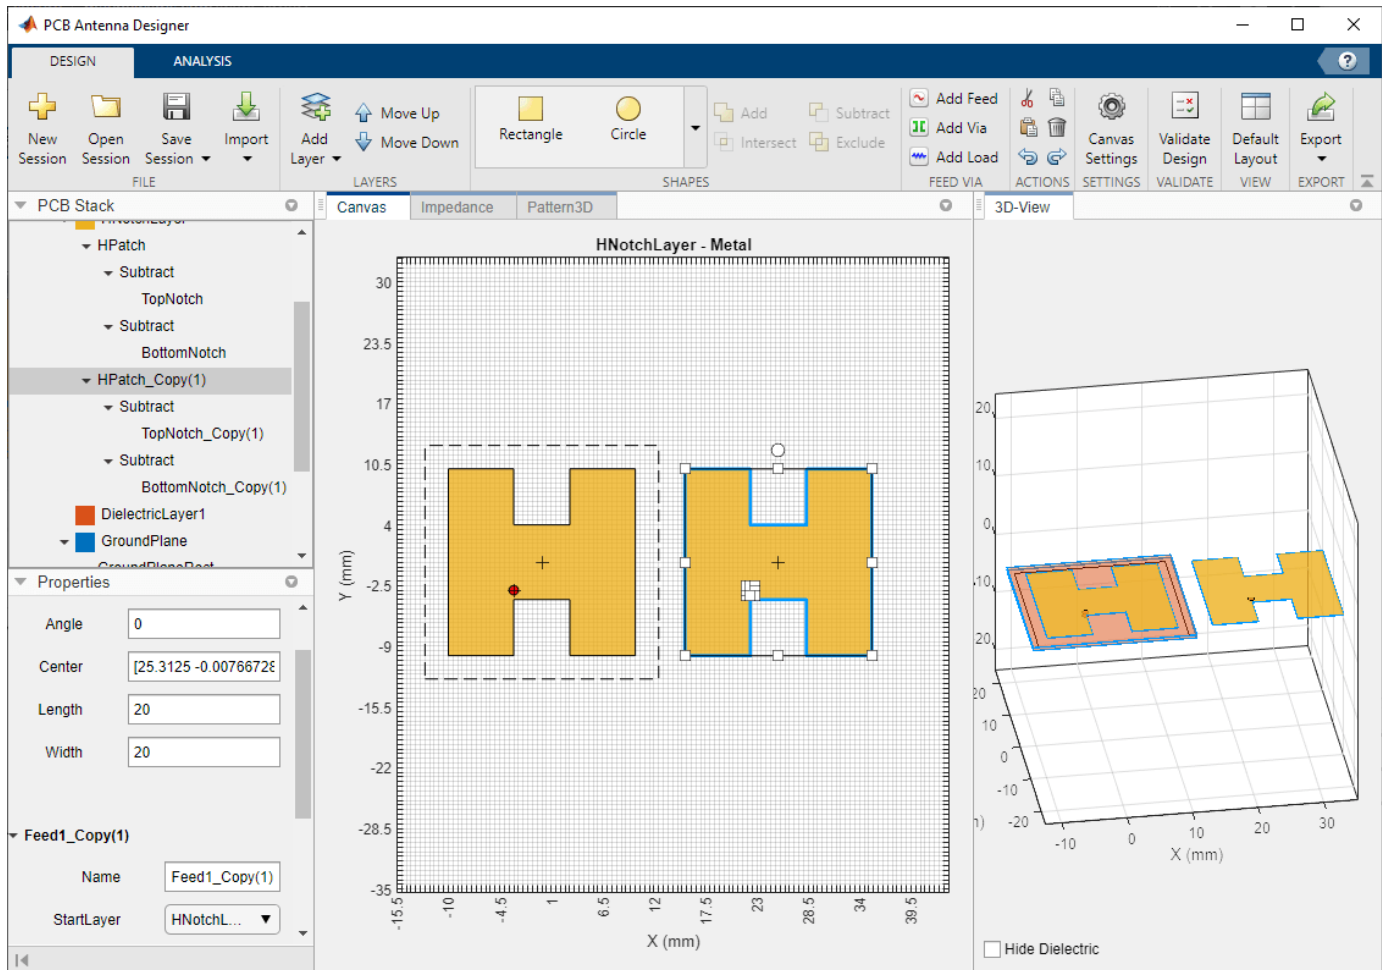 PCB Antenna Designer
DESIGN ANALYSIS
?
New Session
Open Session
Save Session
Import
FILE
Add Layer
Move Up
Move Down
LAYERS
Rectangle
Circle
Add
Subtract
Intersect
Exclude
SHAPES
Add Feed
Add Via
Add Load
FEED VIA
ACTIONS
Canvas Settings
SETTINGS
Validate Design
VALIDATE
Default Layout
VIEW
Export
EXPORT
PCB Stack
HNotchLayer
HPatch
Subtract
TopNotch
Subtract
BottomNotch
HPatch_Copy(1)
Subtract
TopNotch_Copy(1)
Subtract
BottomNotch_Copy(1)
DielectricLayer1
GroundPlane
GroundPlaneRect
Properties
Angle 0
Center [25.3125 -0.00766728
Length 20
Width 20
Feed1_Copy(1)
Name Feed1_Copy(1)
StartLayer HNotchL...
Canvas Impedance Pattern3D
HNotchLayer - Metal
30
23.5
17
10.5
4
-2.5
-9
-15.5
-22
-28.5
-35
Y (mm)
-15.5 -10 -4.5 1 6.5 12 17.5 23 28.5 34 39.5
X (mm)
3D-View
20
10
0
-10
20
20
10
0
-10
-20
-10 0 10 20 30
X (mm)
Hide Dielectric